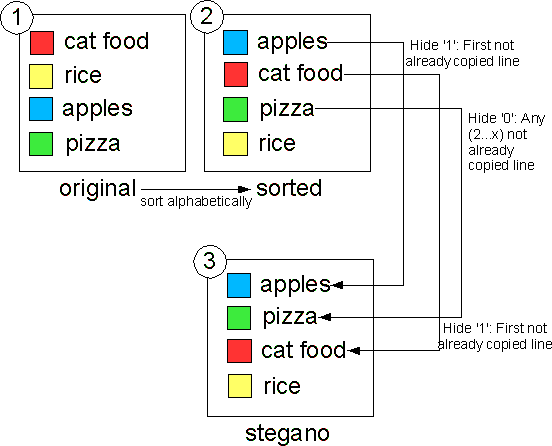 1
cat food
rice
apples
pizza
original
sort alphabetically
2
apples
cat food
pizza
rice
sorted
Hide '1': First not
already copied line
Hide '0': Any
(2...x) not
already
copied line
3
apples
pizza
cat food
rice
stegano
Hide '1': First not
already copied line